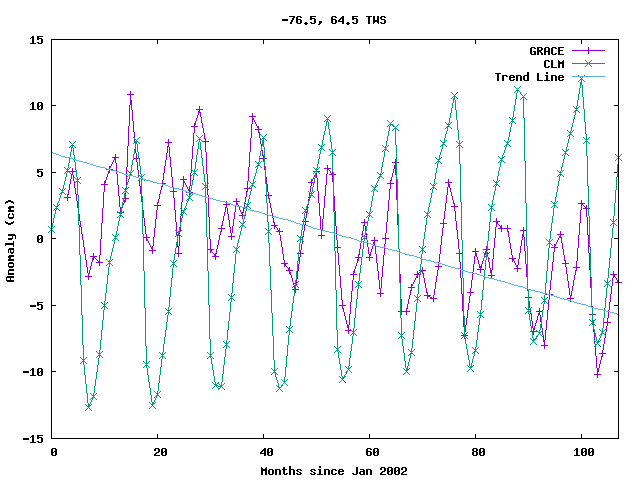 -76.5, 64.5 TWS
15
GRACE
CLM
Trend Line
10
5
0
-5
-10
-15
Anomaly (cm)
0 20 40 60 80 100
Months since Jan 2002